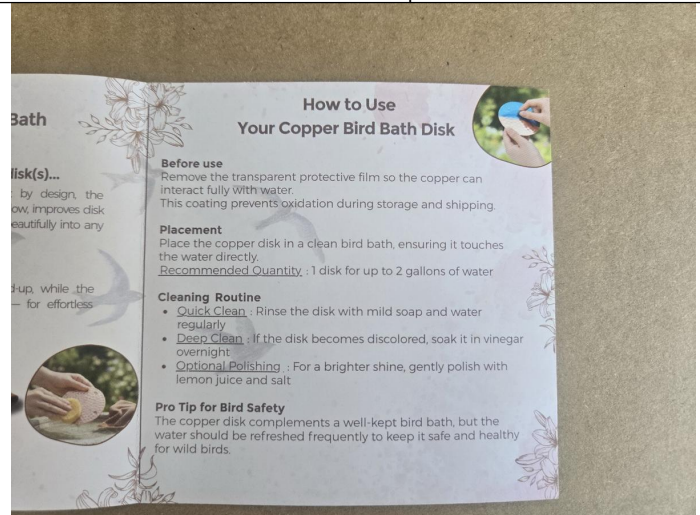 Bath
disk(s)...
by design, the
ow, improves disk
eautifully into any
d-up, while the
— for effortless
How to Use
Your Copper Bird Bath Disk
Before use
Remove the transparent protective film so the copper can
interact fully with water.
This coating prevents oxidation during storage and shipping.
Placement
Place the copper disk in a clean bird bath, ensuring it touches
the water directly.
Recommended Quantity : 1 disk for up to 2 gallons of water
Cleaning Routine
• Quick Clean : Rinse the disk with mild soap and water
regularly
• Deep Clean : If the disk becomes discolored, soak it in vinegar
overnight
• Optional Polishing : For a brighter shine, gently polish with
lemon juice and salt
Pro Tip for Bird Safety
The copper disk complements a well-kept bird bath, but the
water should be refreshed frequently to keep it safe and healthy
for wild birds.